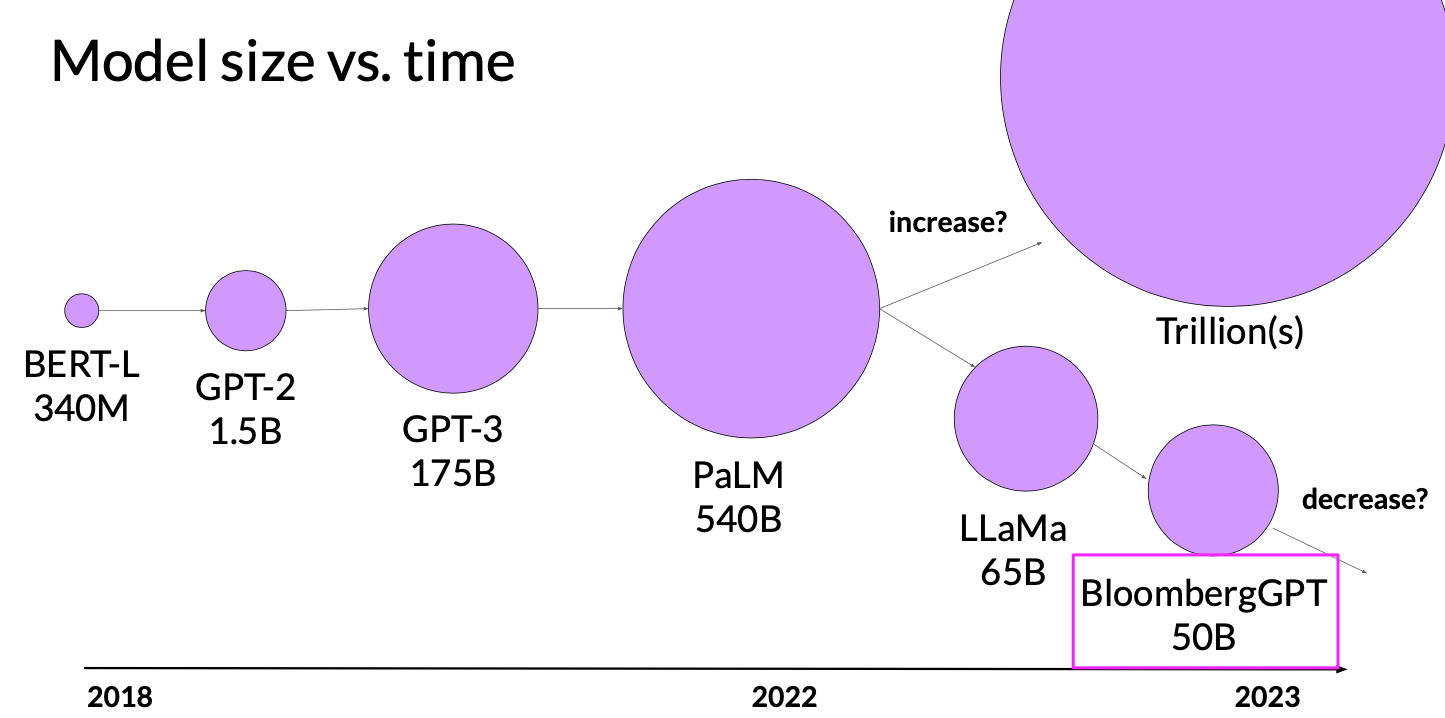 Model size vs. time
increase?
Trillion(s)
BERT-L
340M
GPT-2
1.5B
GPT-3
175B
PaLM
540B
LLaMa
65B
decrease?
BloombergGPT
50B
2018
2022
2023